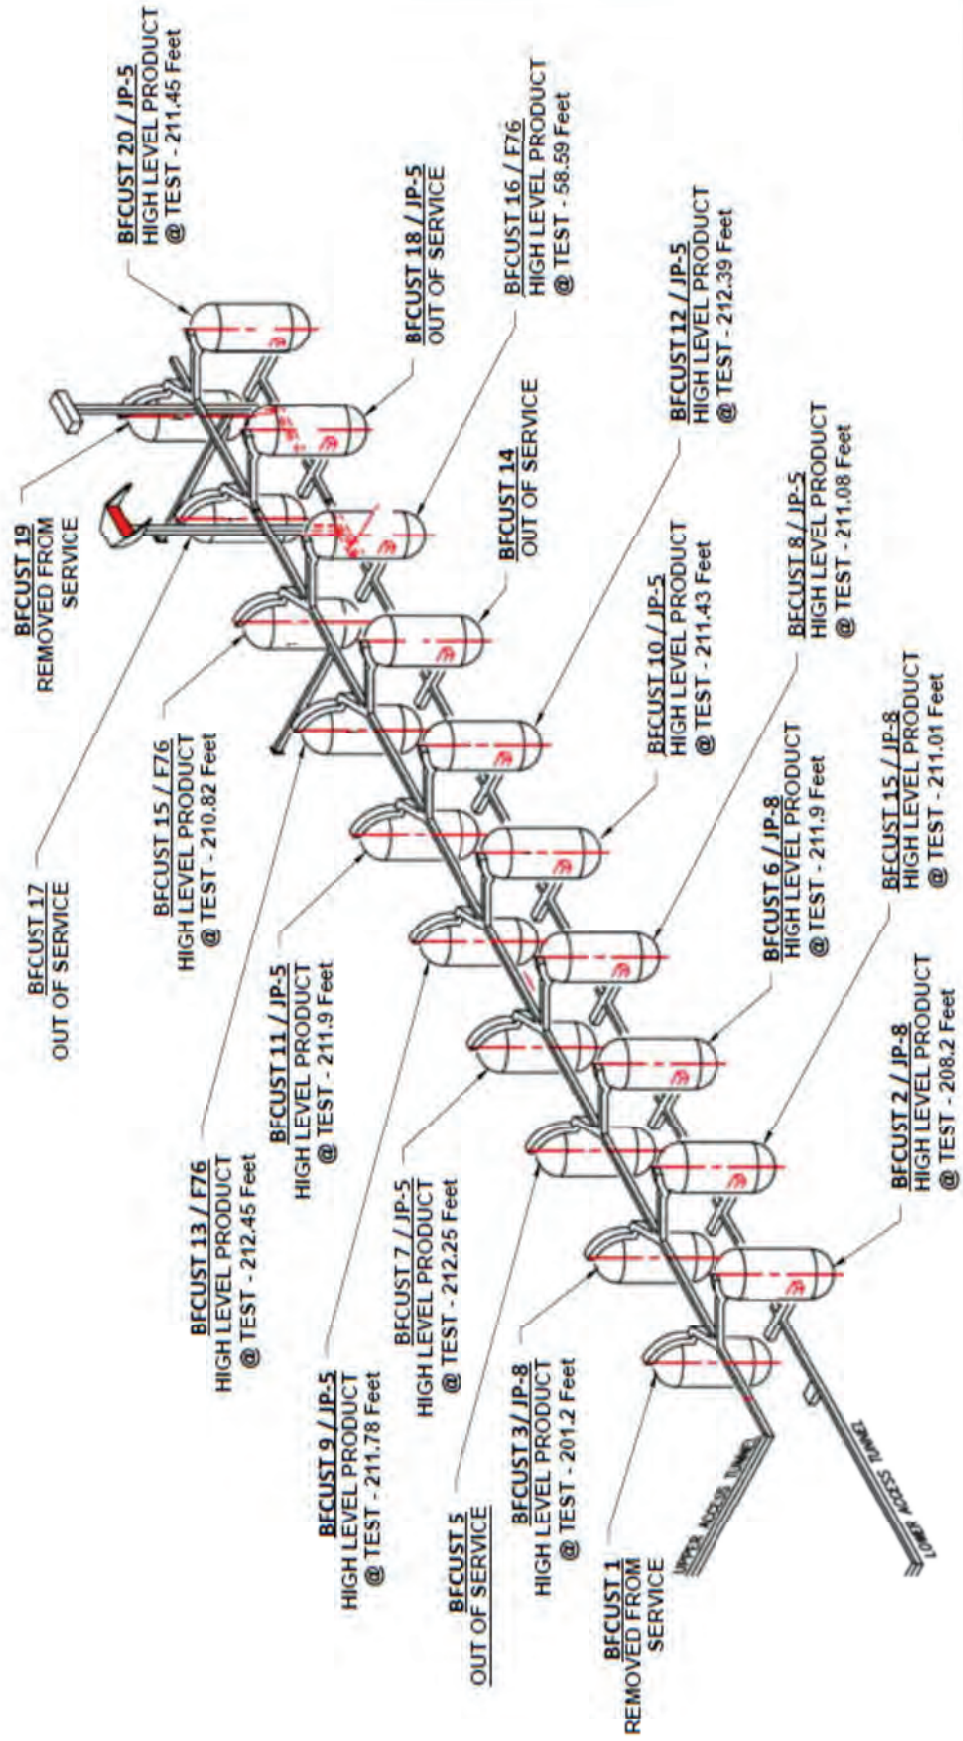 BFCUST 19
REMOVED FROM
SERVICE
BFCUST 17
OUT OF SERVICE
BFCUST 15 / F76
HIGH LEVEL PRODUCT
@ TEST - 210.82 Feet
BFCUST 13 / F76
HIGH LEVEL PRODUCT
@ TEST - 212.45 Feet
BFCUST 11 / JP-5
HIGH LEVEL PRODUCT
@ TEST - 211.9 Feet
BFCUST 9 / JP-5
HIGH LEVEL PRODUCT
@ TEST - 211.78 Feet
BFCUST 7 / JP-5
HIGH LEVEL PRODUCT
@ TEST - 212.25 Feet
BFCUST 5
OUT OF SERVICE
BFCUST 3/ JP-8
HIGH LEVEL PRODUCT
@ TEST - 201.2 Feet
BFCUST 1
REMOVED FROM
SERVICE
UPPER ACCESS TUNNEL
LOWER ACCESS TUNNEL
BFCUST 20 / JP-5
HIGH LEVEL PRODUCT
@ TEST - 211.45 Feet
BFCUST 18 / JP-5
OUT OF SERVICE
BFCUST 16 / F76
HIGH LEVEL PRODUCT
@ TEST - 58.59 Feet
BFCUST 14
OUT OF SERVICE
BFCUST 12 / JP-5
HIGH LEVEL PRODUCT
@ TEST - 212.39 Feet
BFCUST 10 / JP-5
HIGH LEVEL PRODUCT
@ TEST - 211.43 Feet
BFCUST 8 / JP-5
HIGH LEVEL PRODUCT
@ TEST - 211.08 Feet
BFCUST 6 / JP-8
HIGH LEVEL PRODUCT
@ TEST - 211.9 Feet
BFCUST 15 / JP-8
HIGH LEVEL PRODUCT
@ TEST - 211.01 Feet
BFCUST 2 / JP-8
HIGH LEVEL PRODUCT
@ TEST - 208.2 Feet